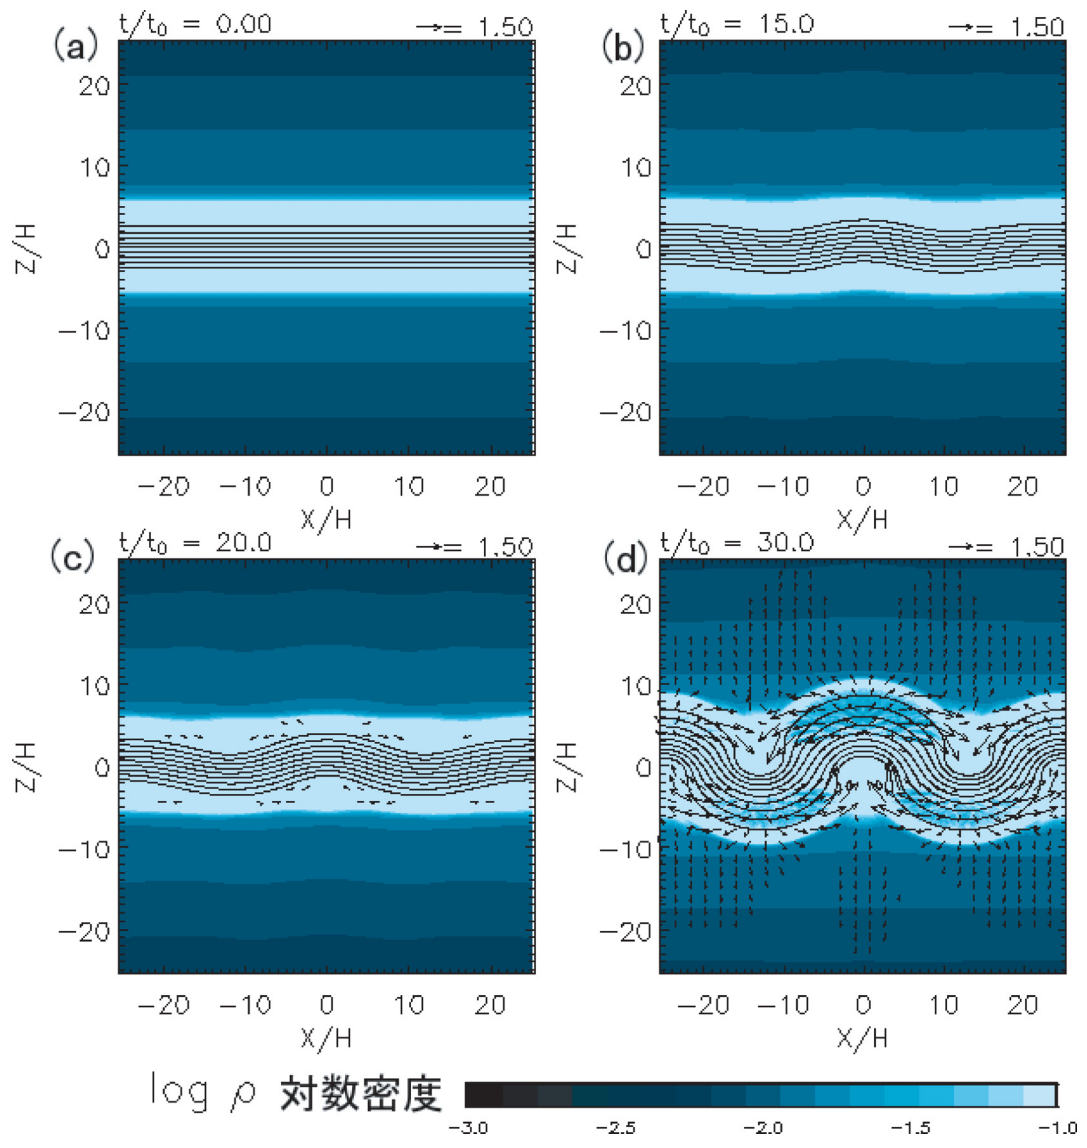 (a) t/t0 = 0.00 →= 1.50
20
10
0
−10
−20
Z/H
−20 −10 0 10 20
X/H
(b) t/t0 = 15.0 →= 1.50
20
10
0
−10
−20
Z/H
−20 −10 0 10 20
X/H
(c) t/t0 = 20.0 →= 1.50
20
10
0
−10
−20
Z/H
−20 −10 0 10 20
X/H
(d) t/t0 = 30.0 →= 1.50
20
10
0
−10
−20
Z/H
−20 −10 0 10 20
X/H
log ρ 対数密度
−3.0 −2.5 −2.0 −1.5 −1.0